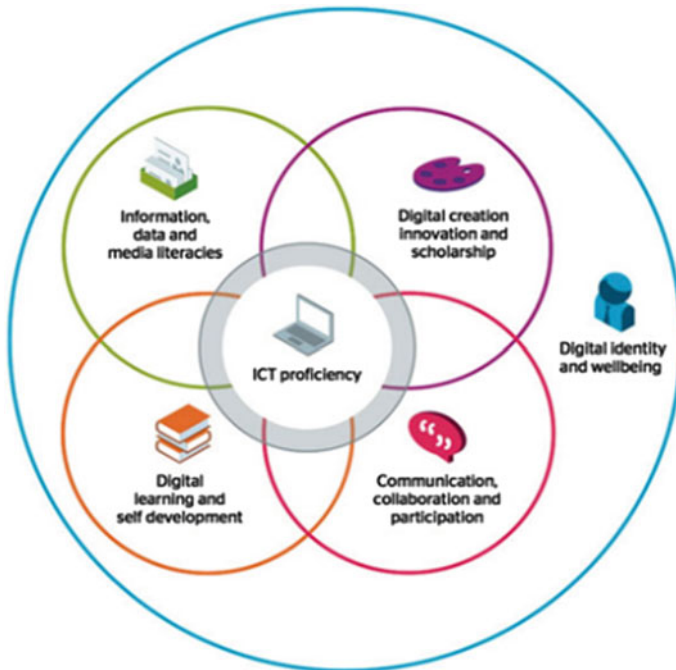 Information,
data and
media literacies
Digital creation
innovation and
scholarship
ICT proficiency
Digital identity
and wellbeing
Digital
learning and
self development
Communication,
collaboration and
participation